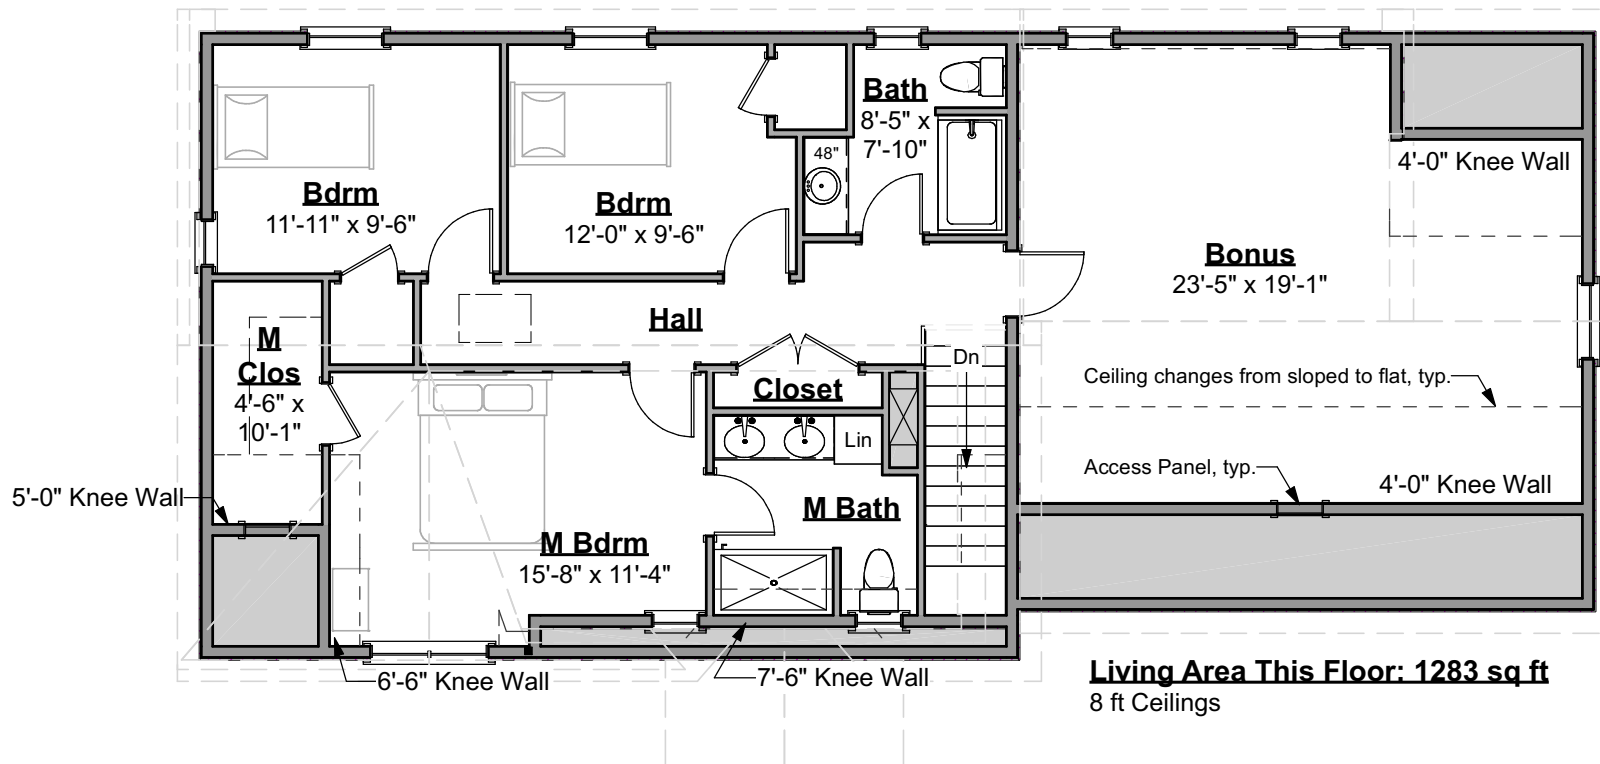 Bath
8'-5" x
7'-10"
48"
4'-0" Knee Wall
Bdrm
11'-11" x 9'-6"
Bdrm
12'-0" x 9'-6"
Bonus
23'-5" x 19'-1"
Hall
M
Clos
4'-6" x
10'-1"
Dn
Closet
Ceiling changes from sloped to flat, typ.
Lin
Access Panel, typ.
4'-0" Knee Wall
5'-0" Knee Wall
M Bath
M Bdrm
15'-8" x 11'-4"
6'-6" Knee Wall
7'-6" Knee Wall
Living Area This Floor: 1283 sq ft
8 ft Ceilings